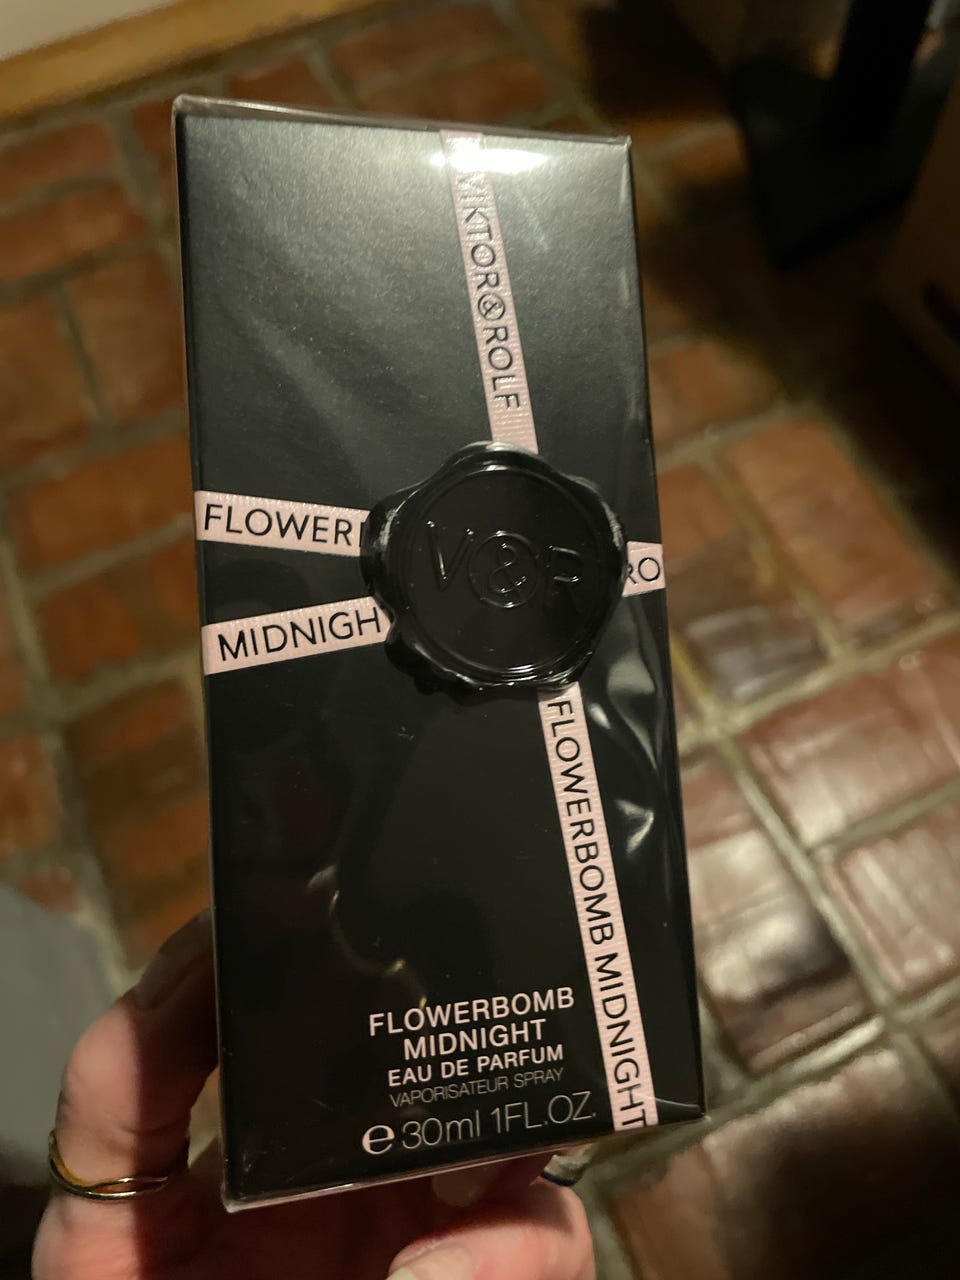 VIKTOR&ROLF
FLOWER
V&R
RO
MIDNIGH
FLOWERBOMB MIDNIGHT
FLOWERBOMB
MIDNIGHT
EAU DE PARFUM
VAPORISATEUR SPRAY
e 30ml 1FL.OZ.